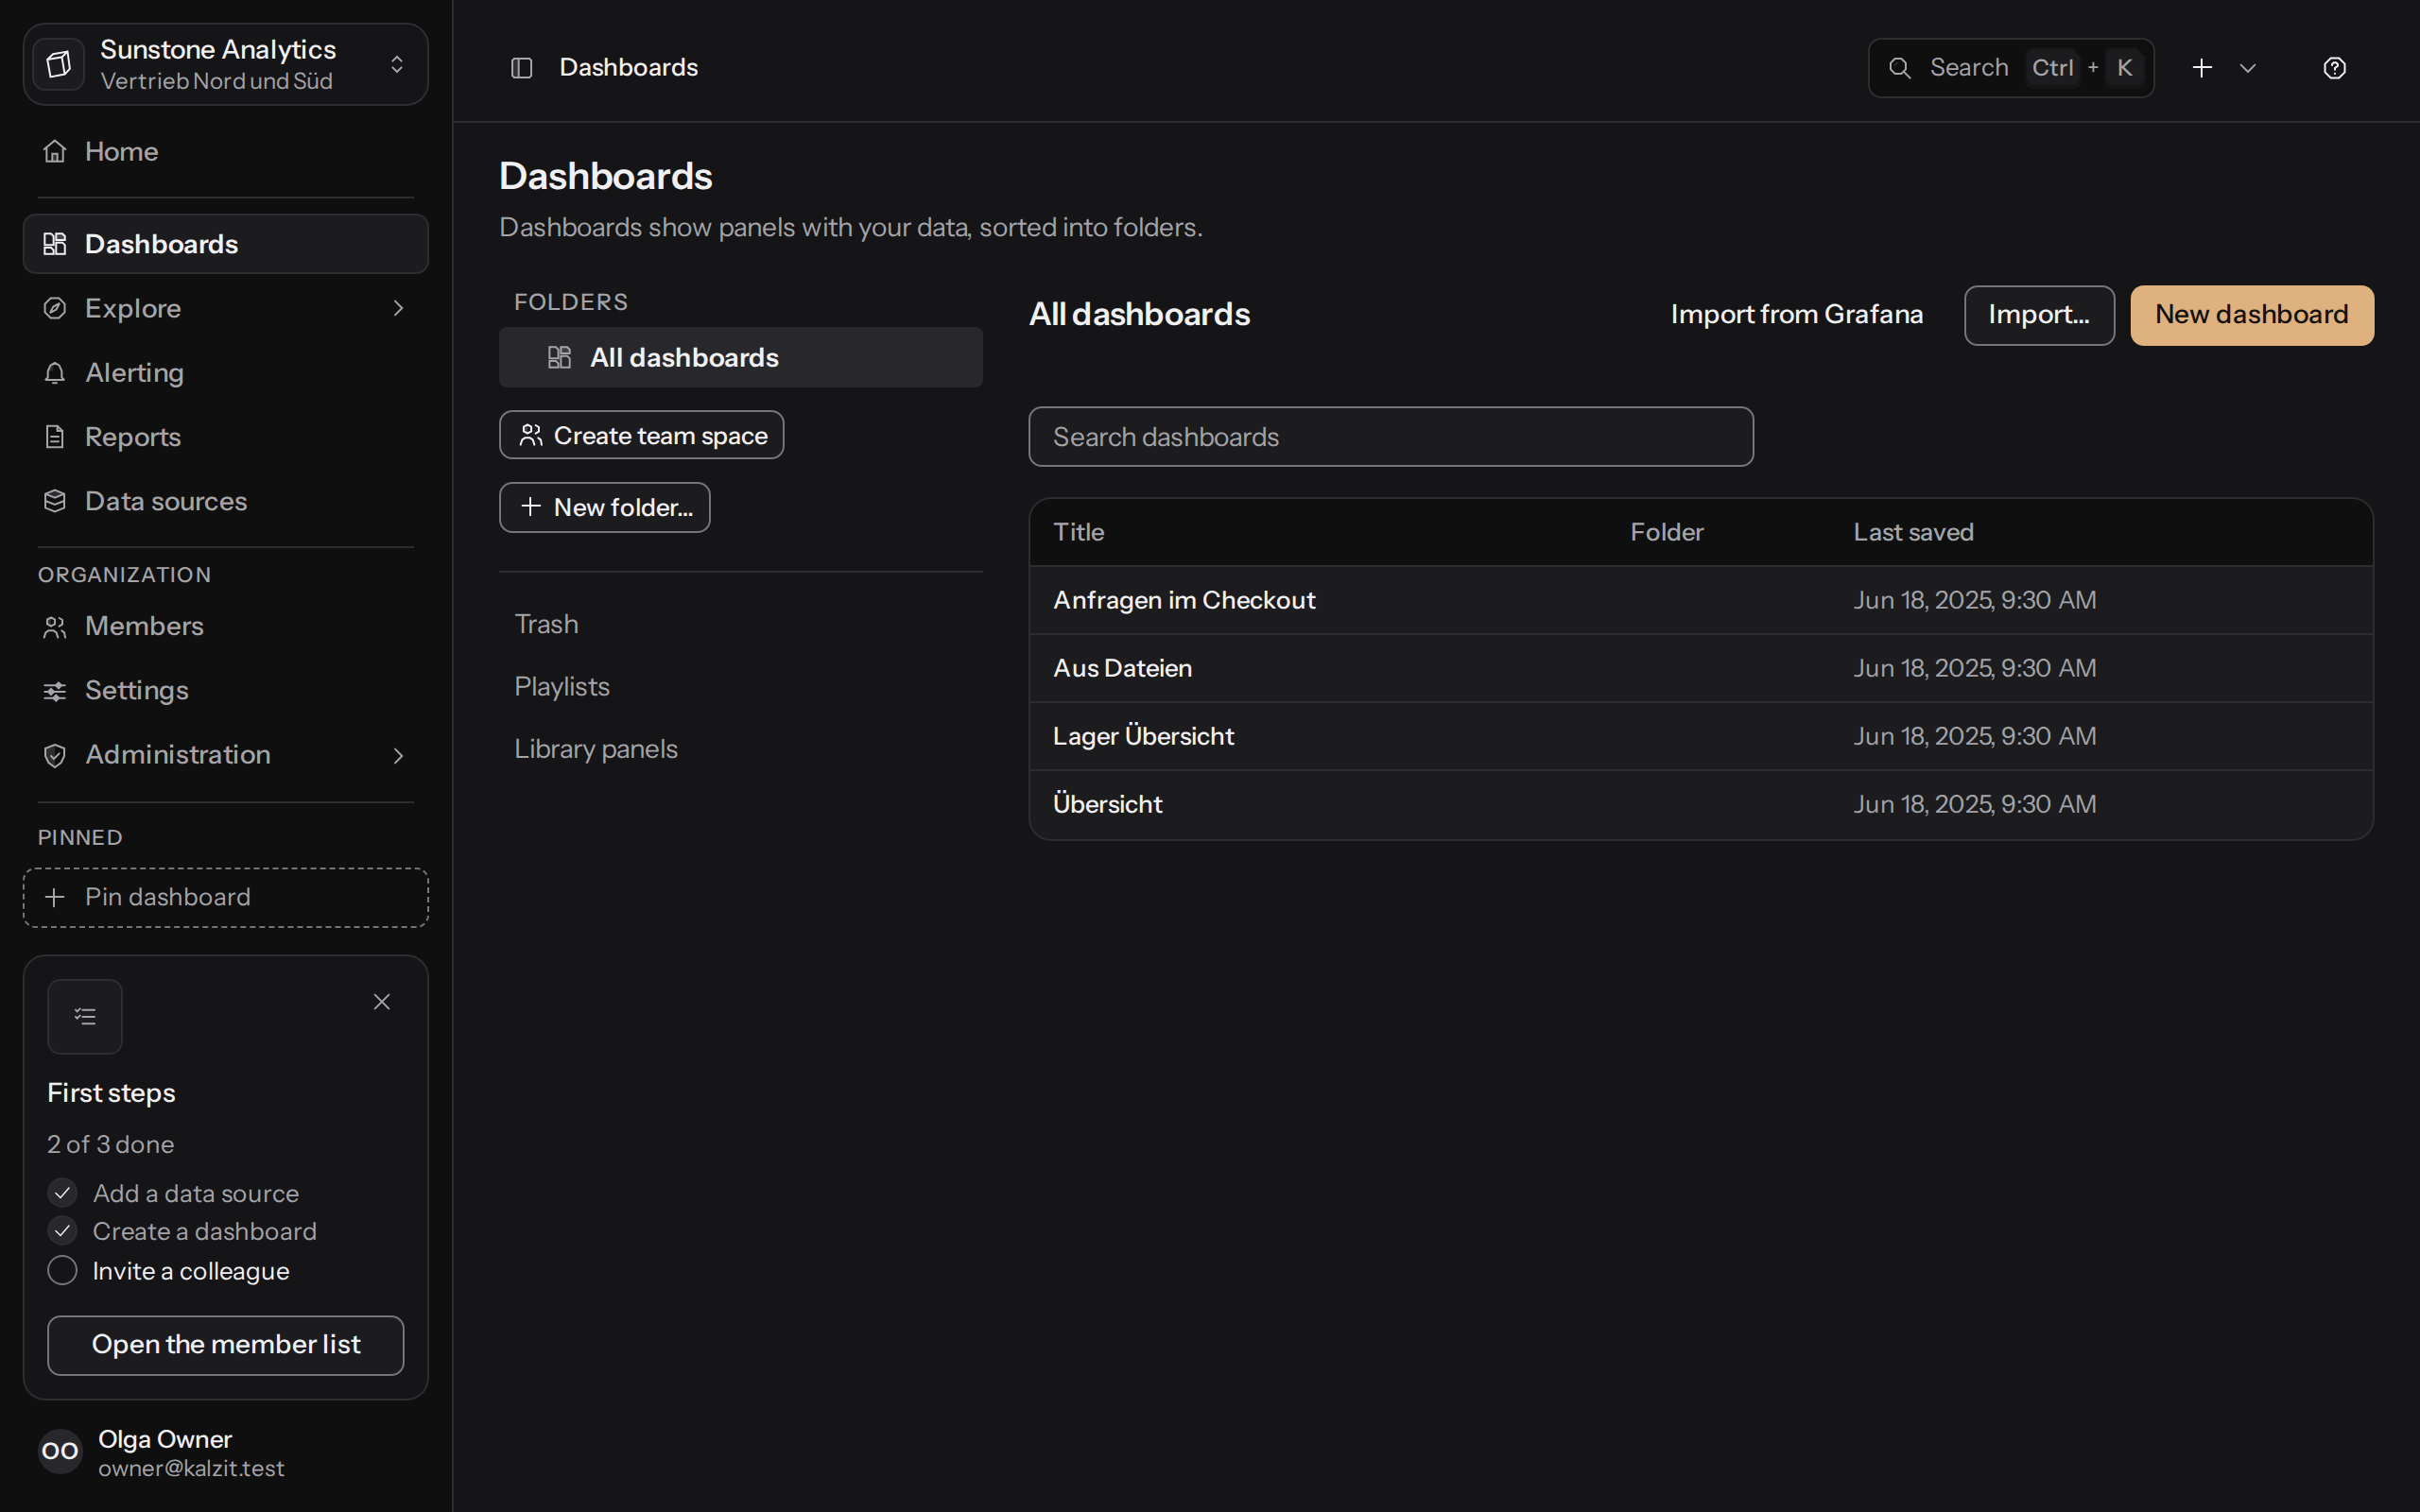 Sunstone Analytics
Vertrieb Nord und Süd
Home
Dashboards
Explore
Alerting
Reports
Data sources
ORGANIZATION
Members
Settings
Administration
PINNED
Pin dashboard
First steps
2 of 3 done
Add a data source
Create a dashboard
Invite a colleague
Open the member list
OO
Olga Owner
owner@kalzit.test
Dashboards
Search Ctrl + K
Dashboards
Dashboards show panels with your data, sorted into folders.
FOLDERS
All dashboards
Create team space
New folder...
Trash
Playlists
Library panels
All dashboards
Import from Grafana
Import...
New dashboard
Search dashboards
Title Folder Last saved
Anfragen im Checkout Jun 18, 2025, 9:30 AM
Aus Dateien Jun 18, 2025, 9:30 AM
Lager Übersicht Jun 18, 2025, 9:30 AM
Übersicht Jun 18, 2025, 9:30 AM